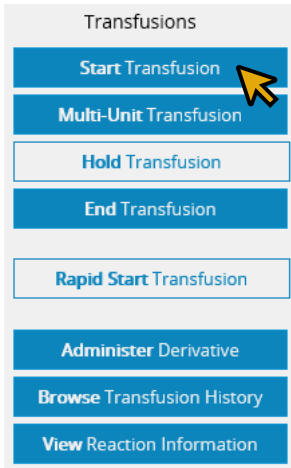 Transfusions
Start Transfusion
Multi-Unit Transfusion
Hold Transfusion
End Transfusion
Rapid Start Transfusion
Administer Derivative
Browse Transfusion History
View Reaction Information